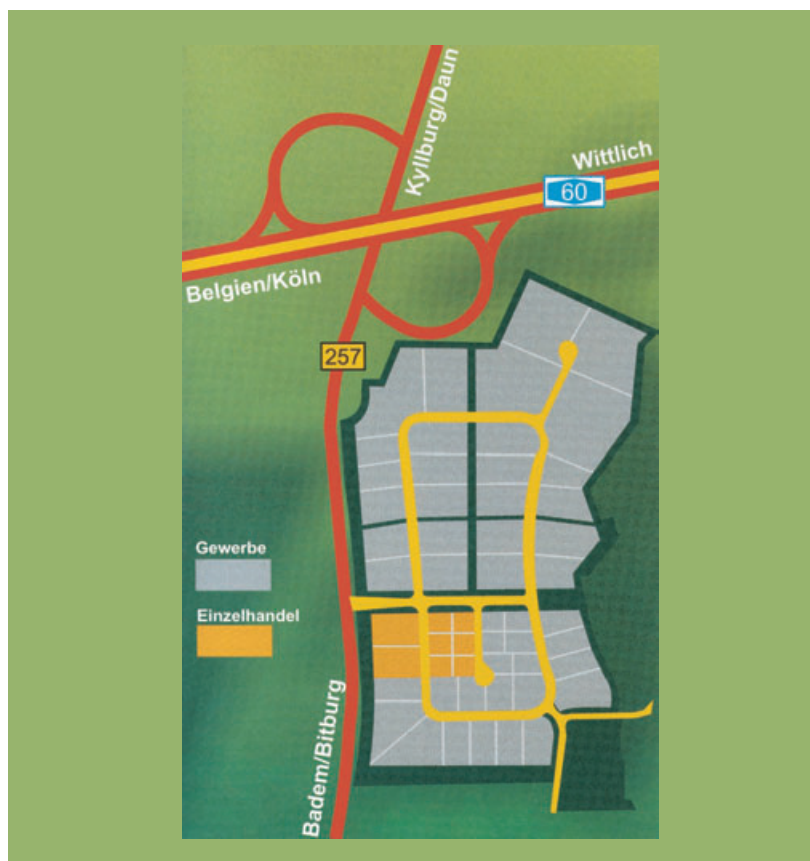 Kyllburg/Daun
Wittlich
60
Belgien/Köln
257
Gewerbe
Einzelhandel
Badem/Bitburg